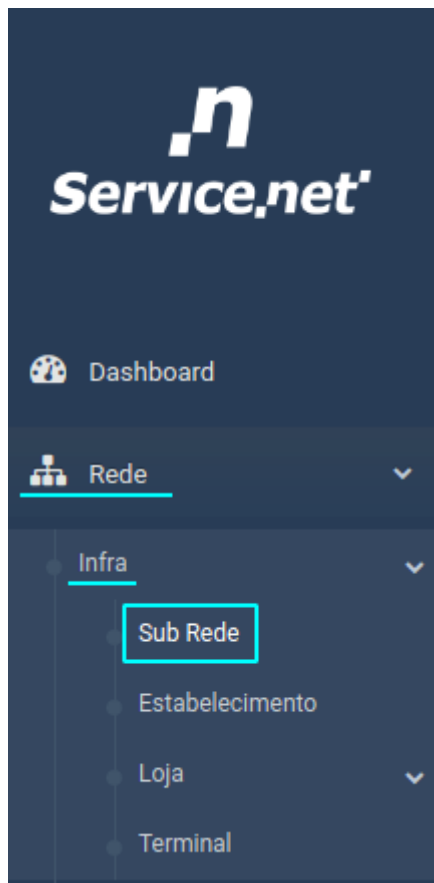 .n
Service.net
Dashboard
Rede
Infra
Sub Rede
Estabelecimento
Loja
Terminal